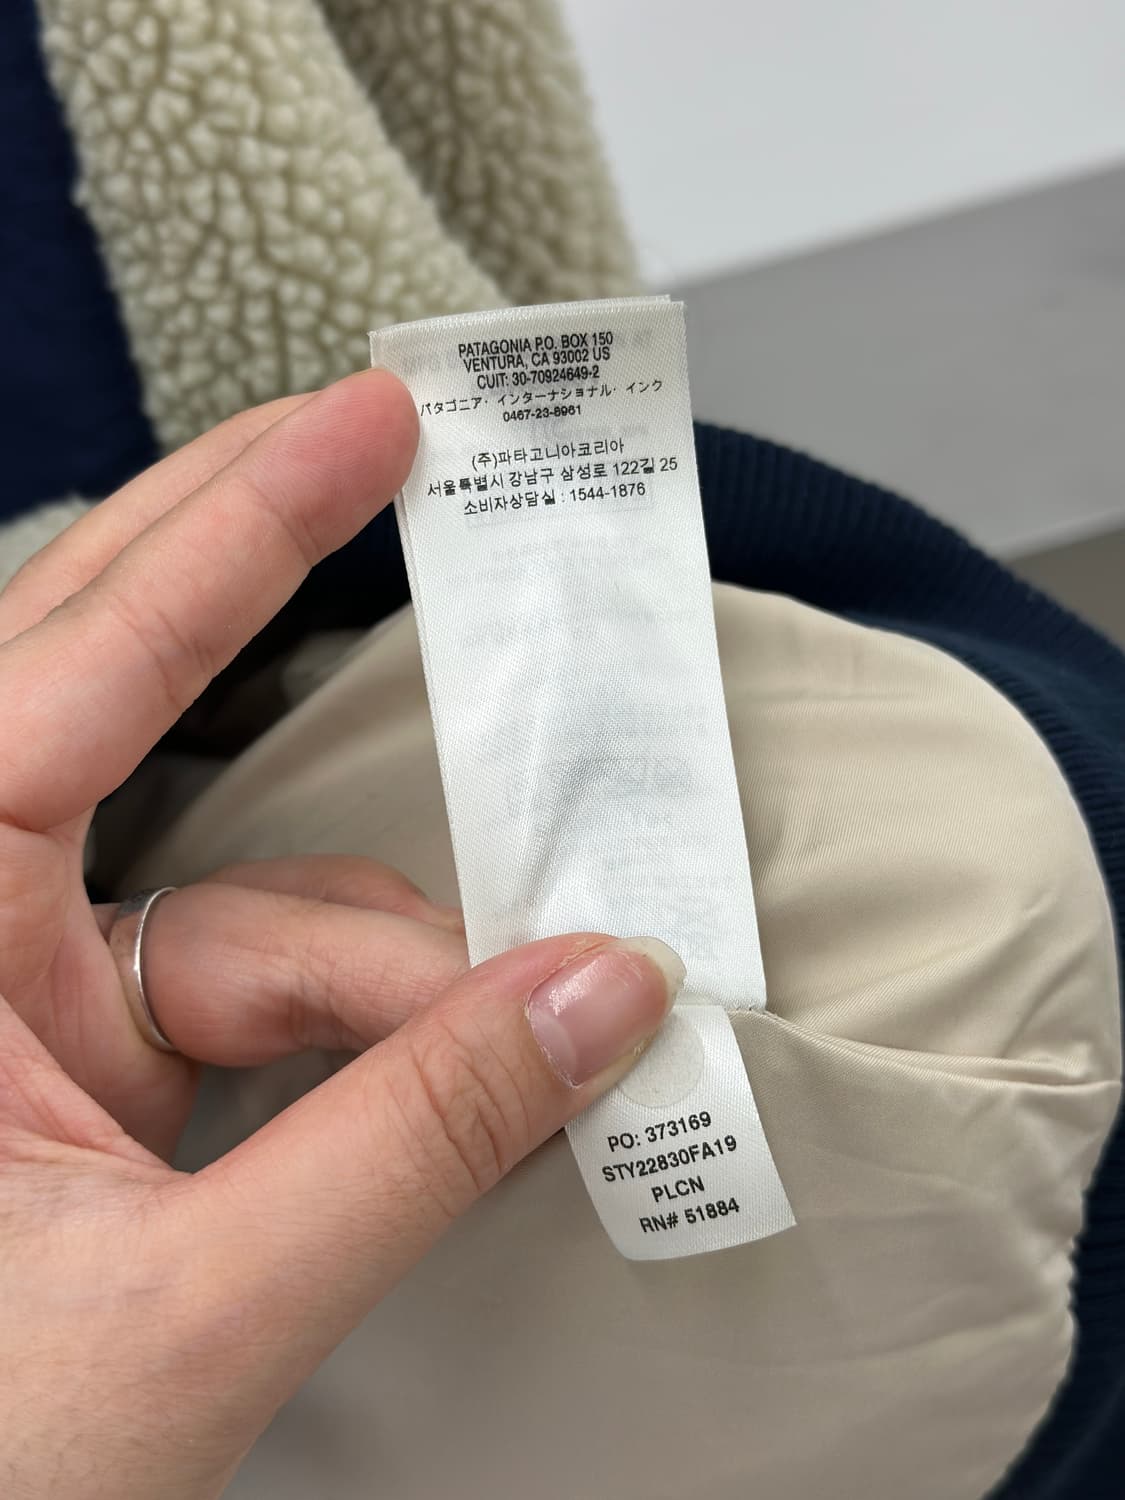 PATAGONIA P.O. BOX 150
VENTURA, CA 93002 US
CUIT: 30-70924649-2
パタゴニア・インターナショナル・インク
0467-23-8961
(주)파타고니아코리아
서울특별시 강남구 삼성로 122길 25
소비자상담실 : 1544-1876
PO: 373169
STY22830FA19
PLCN
RN# 51884